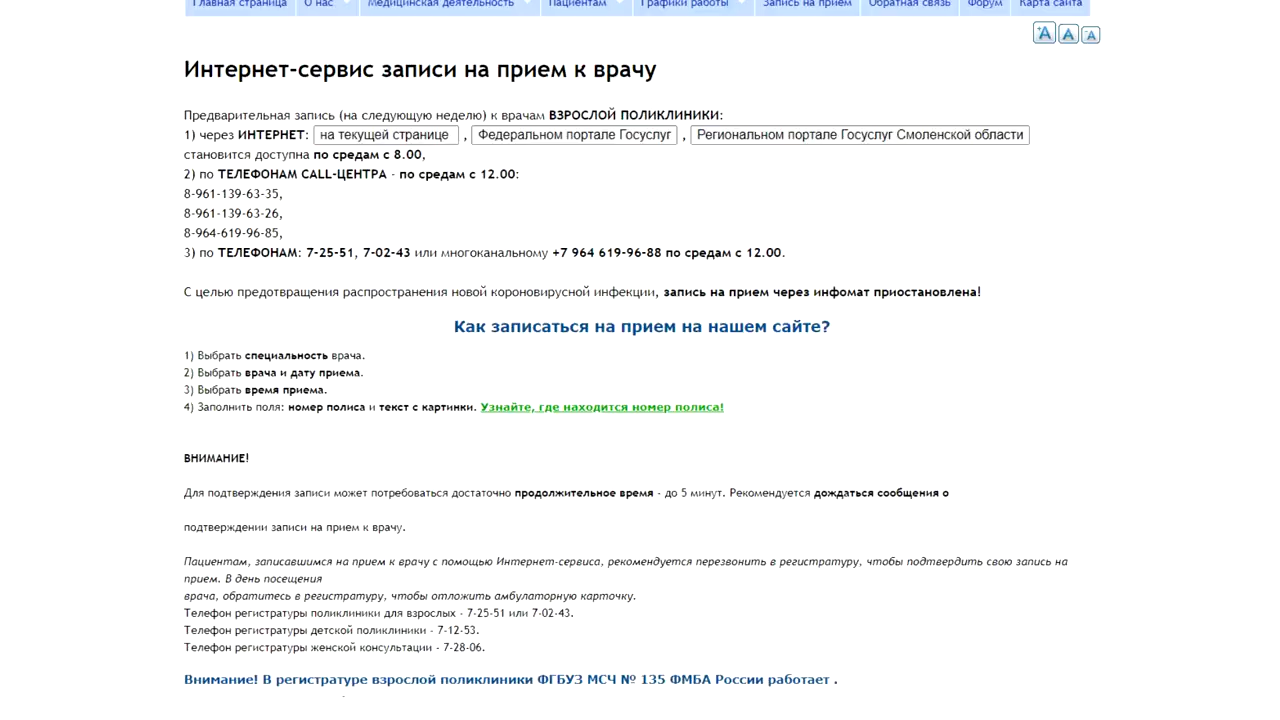 Главная страница О нас Медицинская деятельность Пациентам Графики работы Запись на прием Обратная связь Форум Карта сайта
+A A -A
Интернет-сервис записи на прием к врачу
Предварительная запись (на следующую неделю) к врачам ВЗРОСЛОЙ ПОЛИКЛИНИКИ:
1) через ИНТЕРНЕТ: на текущей странице , Федеральном портале Госуслуг , Региональном портале Госуслуг Смоленской области
становится доступна по средам с 8.00,
2) по ТЕЛЕФОНАМ CALL-ЦЕНТРА - по средам с 12.00:
8-961-139-63-35,
8-961-139-63-26,
8-964-619-96-85,
3) по ТЕЛЕФОНАМ: 7-25-51, 7-02-43 или многоканальному +7 964 619-96-88 по средам с 12.00.
С целью предотвращения распространения новой короновирусной инфекции, запись на прием через инфомат приостановлена!
Как записаться на прием на нашем сайте?
1) Выбрать специальность врача.
2) Выбрать врача и дату приема.
3) Выбрать время приема.
4) Заполнить поля: номер полиса и текст с картинки. Узнайте, где находится номер полиса!
ВНИМАНИЕ!
Для подтверждения записи может потребоваться достаточно продолжительное время - до 5 минут. Рекомендуется дождаться сообщения о
подтверждении записи на прием к врачу.
Пациентам, записавшимся на прием к врачу с помощью Интернет-сервиса, рекомендуется перезвонить в регистратуру, чтобы подтвердить свою запись на
прием. В день посещения
врача, обратитесь в регистратуру, чтобы отложить амбулаторную карточку.
Телефон регистратуры поликлиники для взрослых - 7-25-51 или 7-02-43.
Телефон регистратуры детской поликлиники - 7-12-53.
Телефон регистратуры женской консультации - 7-28-06.
Внимание! В регистратуре взрослой поликлиники ФГБУЗ МСЧ № 135 ФМБА России работает .